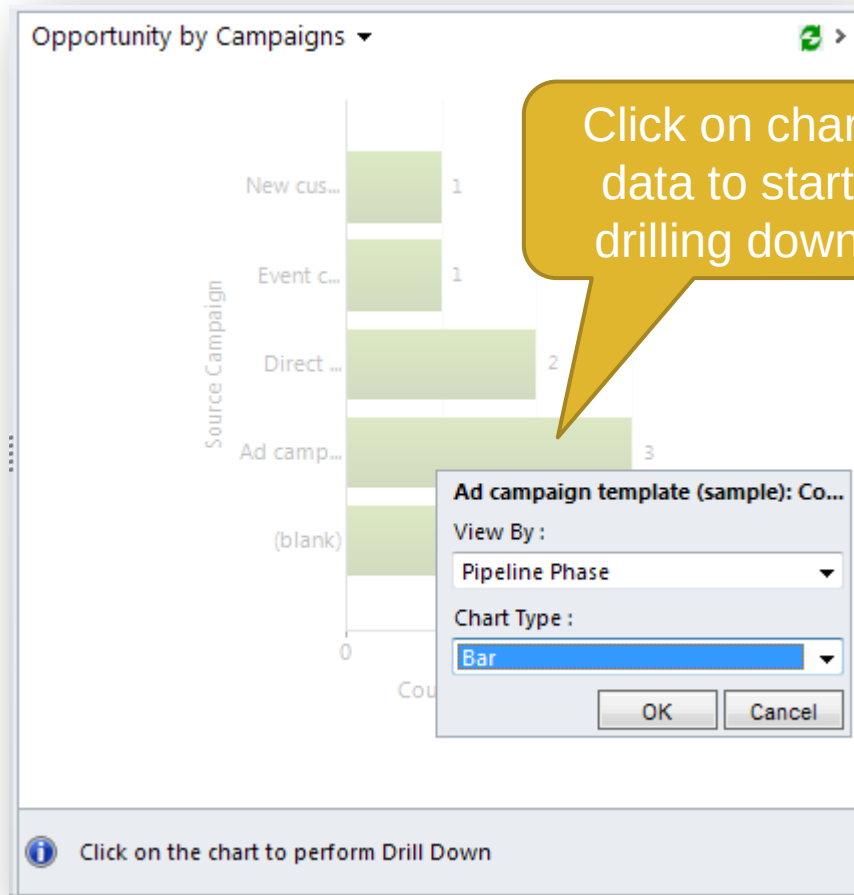 Opportunity by Campaigns
Click on char
data to start
drilling down
New cus...
1
Event c...
1
Direct ...
2
Ad camp...
3
(blank)
Source Campaign
0
Cou
Ad campaign template (sample): Co...
View By :
Pipeline Phase
Chart Type :
Bar
OK Cancel
Click on the chart to perform Drill Down